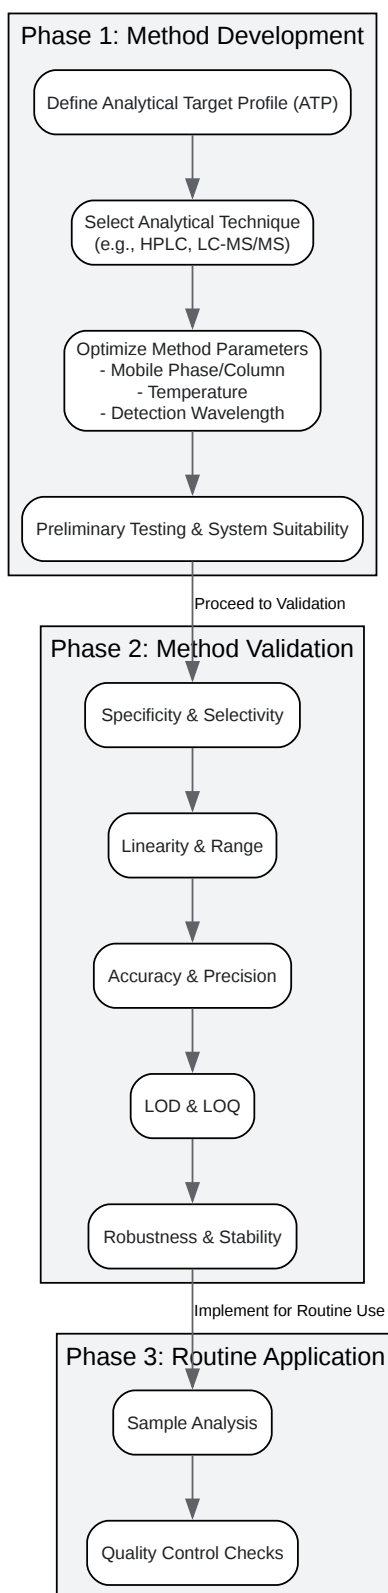 Phase 1: Method Development
Define Analytical Target Profile (ATP)
Select Analytical Technique
(e.g., HPLC, LC-MS/MS)
Optimize Method Parameters
- Mobile Phase/Column
- Temperature
- Detection Wavelength
Preliminary Testing & System Suitability
Proceed to Validation
Phase 2: Method Validation
Specificity & Selectivity
Linearity & Range
Accuracy & Precision
LOD & LOQ
Robustness & Stability
Implement for Routine Use
Phase 3: Routine Application
Sample Analysis
Quality Control Checks